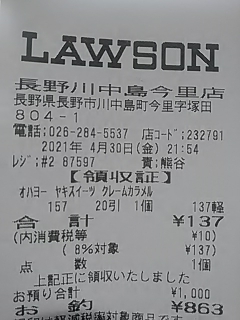 LAWSON
長野川中島今里店
長野県長野市川中島町今里字塚田
804-1
電話:026-284-5537 店コード:232791
2021年 4月30日(金) 21:54
レジ:#2 87597 責:熊谷
【領収証】
オハヨー ヤキスイーツ クレームカラメル
157 20引 1個 137軽
合 計 ¥137
(内消費税等 ¥10)
( 8%対象 ¥137)
点 数 1個
上記正に領収いたしました
お預り合計 ¥1,000
お 釣 ¥863